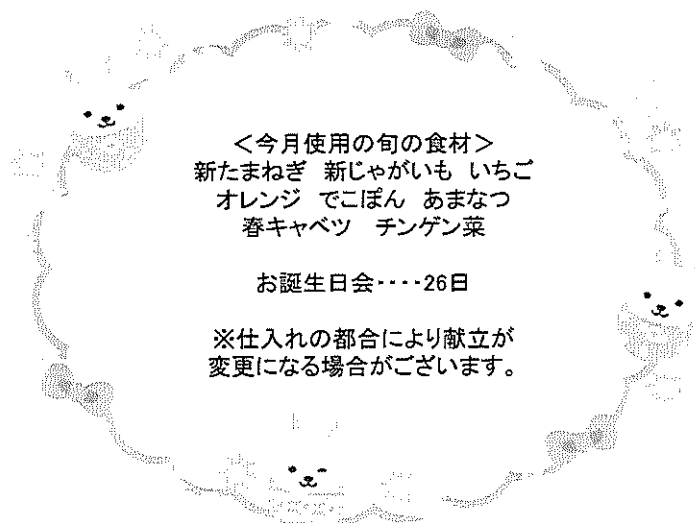 ＜今月使用の旬の食材＞
新たまねぎ　新じゃがいも　いちご
オレンジ　でこぽん　あまなつ
春キャベツ　チンゲン菜
お誕生日会････26日
※仕入れの都合により献立が
変更になる場合がございます。